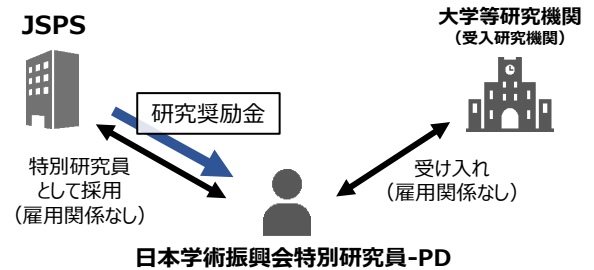 JSPS
大学等研究機関
（受入研究機関）
研究奨励金
特別研究員
として採用
（雇用関係なし）
受け入れ
（雇用関係なし）
日本学術振興会特別研究員-PD